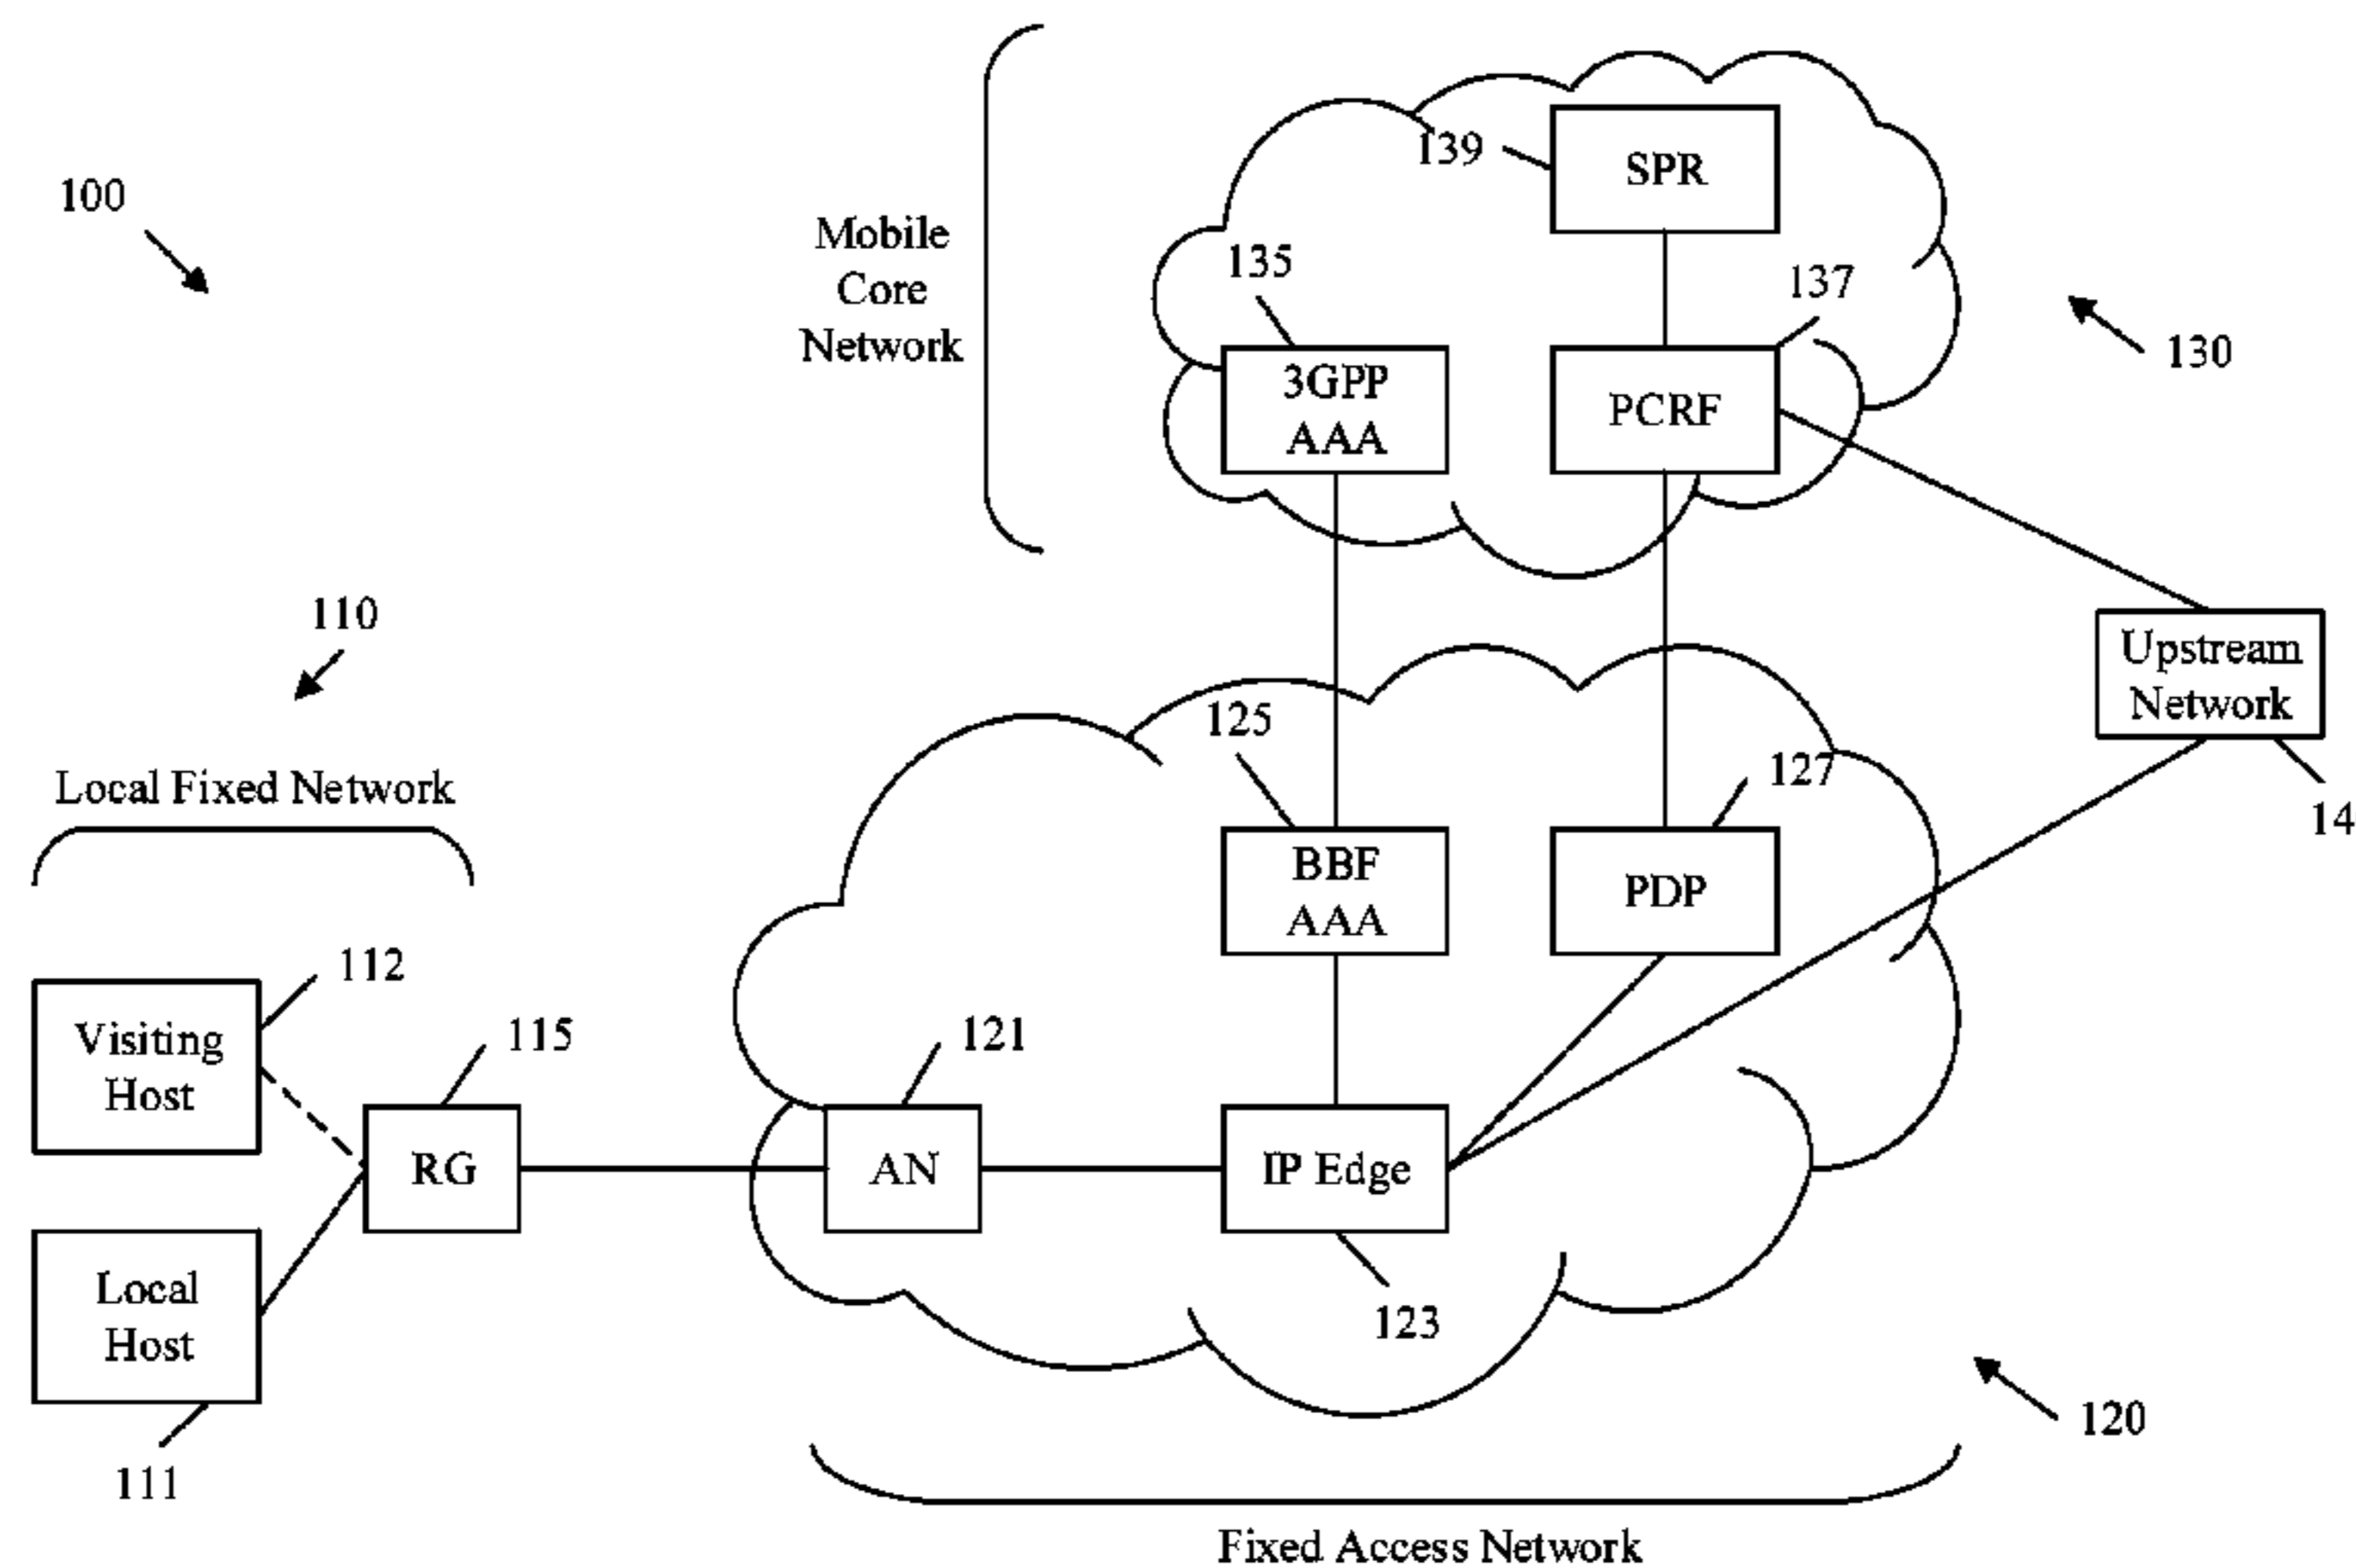 100
Mobile
Core
Network
139
SPR
135
137
3GPP
AAA
PCRF
130
110
Upstream
Network
14
Local Fixed Network
125
127
BBF
AAA
PDP
112
Visiting
Host
115
121
RG
AN
IP Edge
Local
Host
123
111
120
Fixed Access Network